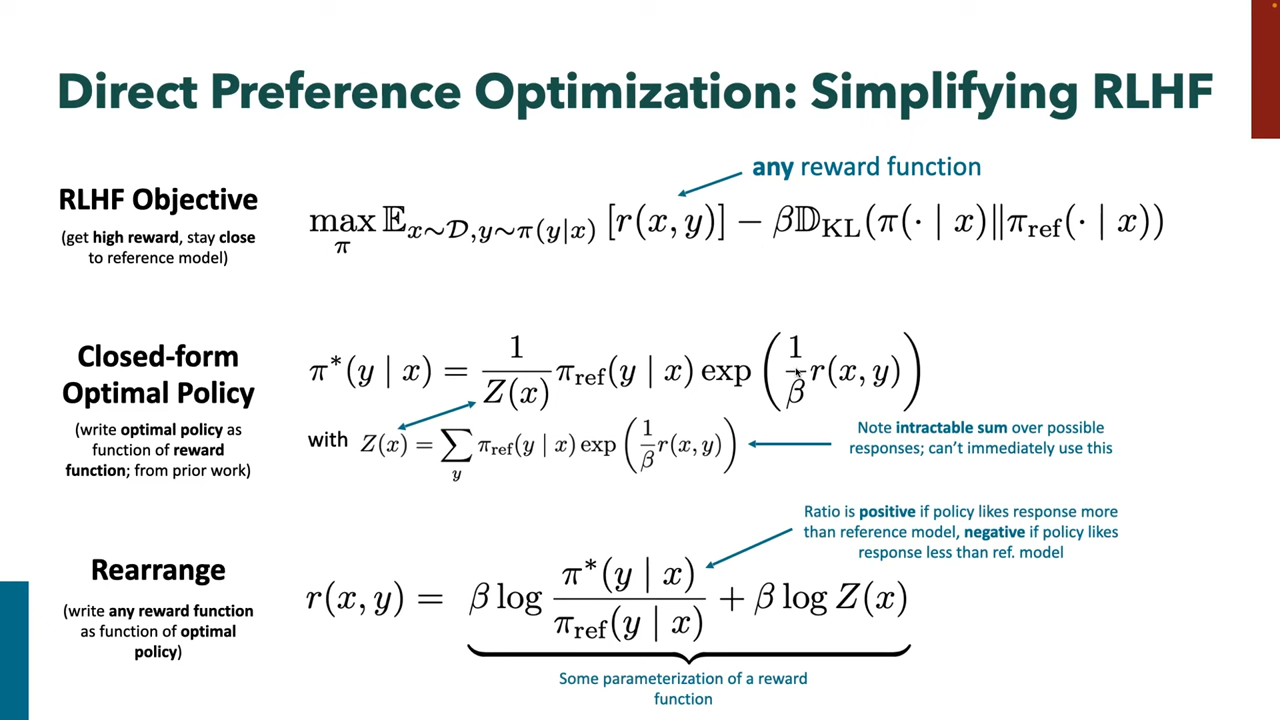 Direct Preference Optimization: Simplifying RLHF
any reward function
RLHF Objective
(get high reward, stay close
to reference model)
max_π 𝔼_{x∼𝒟, y∼π(y|x)} [r(x, y)] − β𝔻_KL(π(· | x)‖π_ref(· | x))
Closed-form
Optimal Policy
(write optimal policy as
function of reward
function; from prior work)
π*(y | x) = 1/Z(x) π_ref(y | x) exp(1/β r(x, y))
with Z(x) = ∑_y π_ref(y | x) exp(1/β r(x, y))
Note intractable sum over possible
responses; can't immediately use this
Ratio is positive if policy likes response more
than reference model, negative if policy likes
response less than ref. model
Rearrange
(write any reward function
as function of optimal
policy)
r(x, y) = β log π*(y | x)/π_ref(y | x) + β log Z(x)
Some parameterization of a reward
function